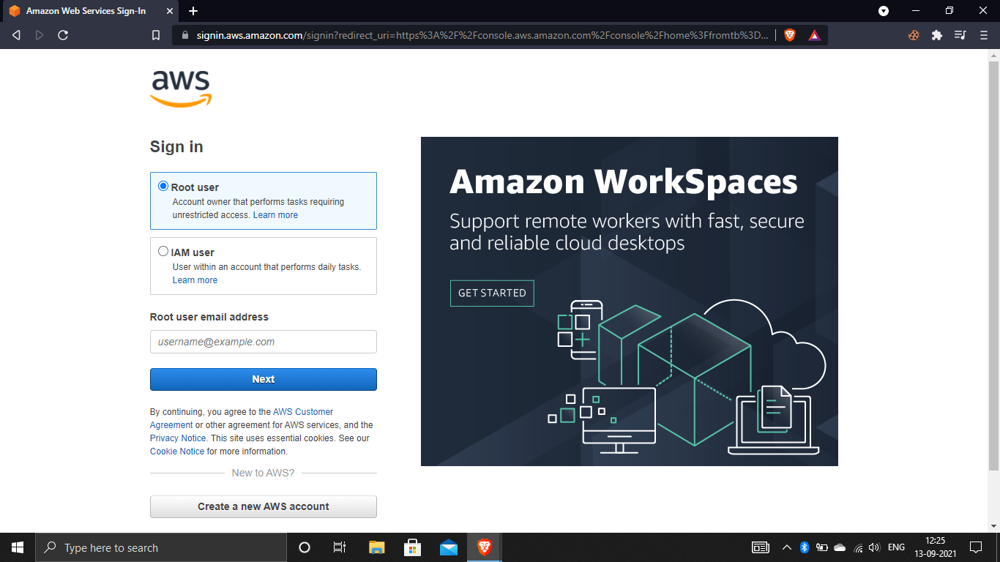 Amazon Web Services Sign-In
signin.aws.amazon.com/signin?redirect_uri=https%3A%2F%2Fconsole.aws.amazon.com%2Fconsole%2Fhome%3Ffromtb%3D...
aws
Sign in
Root user
Account owner that performs tasks requiring
unrestricted access. Learn more
IAM user
User within an account that performs daily tasks.
Learn more
Root user email address
username@example.com
Next
By continuing, you agree to the AWS Customer
Agreement or other agreement for AWS services, and the
Privacy Notice. This site uses essential cookies. See our
Cookie Notice for more information.
New to AWS?
Create a new AWS account
Amazon WorkSpaces
Support remote workers with fast, secure
and reliable cloud desktops
GET STARTED
Type here to search
ENG
12:25
13-09-2021